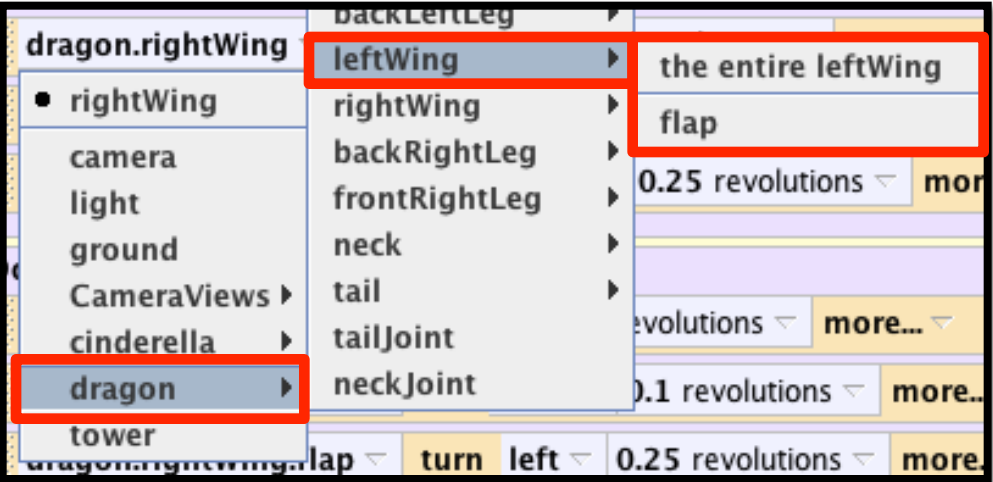 backLeftLeg
dragon.rightWing
leftWing
the entire leftWing
rightWing
rightWing
flap
camera
backRightLeg
0.25 revolutions
light
frontRightLeg
ground
neck
CameraViews
tail
cinderella
tailJoint
more...
dragon
neckJoint
0.1 revolutions more..
tower
dragon.rightWing.flap turn left 0.25 revolutions more.